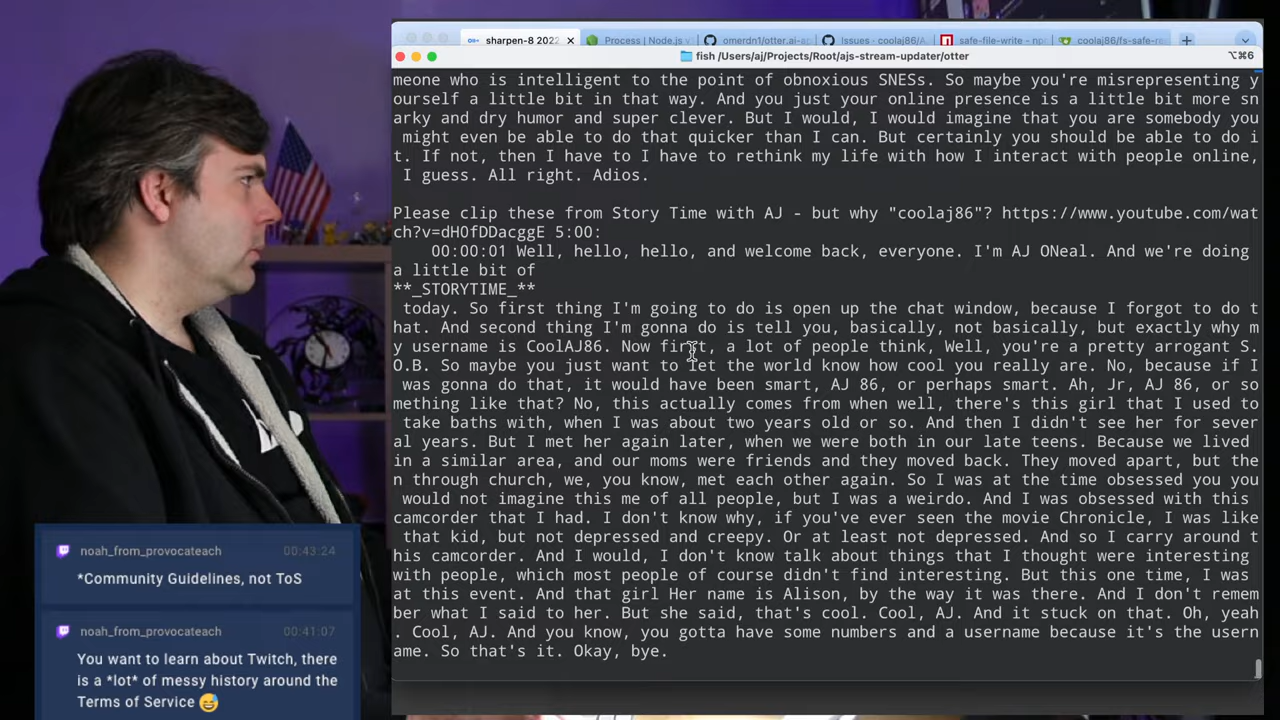 sharpen-8 2022
Process | Node.js v
omerdn1/otter.ai-ap
Issues · coolaj86/A
safe-file-write - np
coolaj86/fs-safe-re
fish /Users/aj/Projects/Root/ajs-stream-updater/otter
⌥⌘6
meone who is intelligent to the point of obnoxious SNESs. So maybe you're misrepresenting y
ourself a little bit in that way. And you just your online presence is a little bit more sn
arky and dry humor and super clever. But I would, I would imagine that you are somebody you
might even be able to do that quicker than I can. But certainly you should be able to do i
t. If not, then I have to I have to rethink my life with how I interact with people online,
I guess. All right. Adios.
Please clip these from Story Time with AJ - but why "coolaj86"? https://www.youtube.com/wat
ch?v=dH0fDDacggE 5:00:
00:00:01 Well, hello, hello, and welcome back, everyone. I'm AJ ONeal. And we're doing
a little bit of
**_STORYTIME_**
today. So first thing I'm going to do is open up the chat window, because I forgot to do t
hat. And second thing I'm gonna do is tell you, basically, not basically, but exactly why m
y username is CoolAJ86. Now first, a lot of people think, Well, you're a pretty arrogant S.
O.B. So maybe you just want to let the world know how cool you really are. No, because if I
was gonna do that, it would have been smart, AJ 86, or perhaps smart. Ah, Jr, AJ 86, or so
mething like that? No, this actually comes from when well, there's this girl that I used to
take baths with, when I was about two years old or so. And then I didn't see her for sever
al years. But I met her again later, when we were both in our late teens. Because we lived
in a similar area, and our moms were friends and they moved back. They moved apart, but the
n through church, we, you know, met each other again. So I was at the time obsessed you you
would not imagine this me of all people, but I was a weirdo. And I was obsessed with this
camcorder that I had. I don't know why, if you've ever seen the movie Chronicle, I was like
that kid, but not depressed and creepy. Or at least not depressed. And so I carry around t
his camcorder. And I would, I don't know talk about things that I thought were interesting
with people, which most people of course didn't find interesting. But this one time, I was
at this event. And that girl Her name is Alison, by the way it was there. And I don't remem
ber what I said to her. But she said, that's cool. Cool, AJ. And it stuck on that. Oh, yeah
. Cool, AJ. And you know, you gotta have some numbers and a username because it's the usern
ame. So that's it. Okay, bye.
noah_from_provocateach 00:43:24
*Community Guidelines, not ToS
noah_from_provocateach 00:41:07
You want to learn about Twitch, there
is a *lot* of messy history around the
Terms of Service 😅